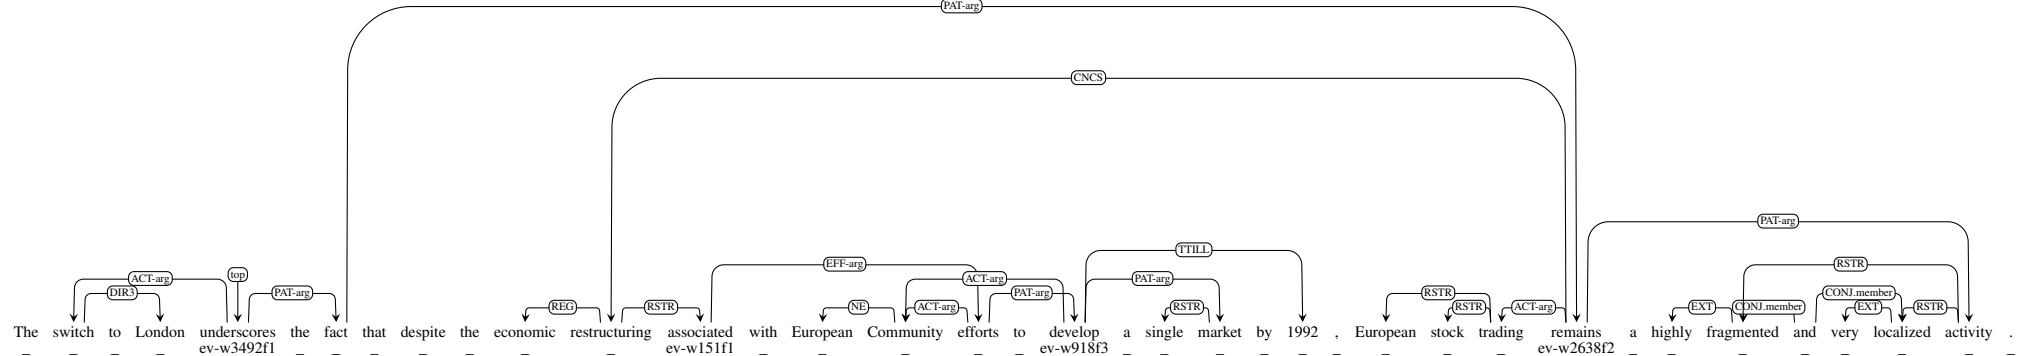 PAT-arg
CNCS
PAT-arg
TTILL
EFF-arg RSTR
top
ACT-arg ACT-arg PAT-arg
DIR3 PAT-arg PAT-arg RSTR CONJ.member
REG RSTR NE ACT-arg RSTR RSTR ACT-arg EXT CONJ.member EXT RSTR
The switch to London underscores the fact that despite the economic restructuring associated with European Community efforts to develop a single market by 1992 , European stock trading remains a highly fragmented and very localized activity .
_ _ _ _ ev-w3492f1 _ _ _ _ _ _ _ ev-w151f1 _ _ _ _ _ ev-w918f3 _ _ _ _ _ _ _ _ _ ev-w2638f2 _ _ _ _ _ _ _ _